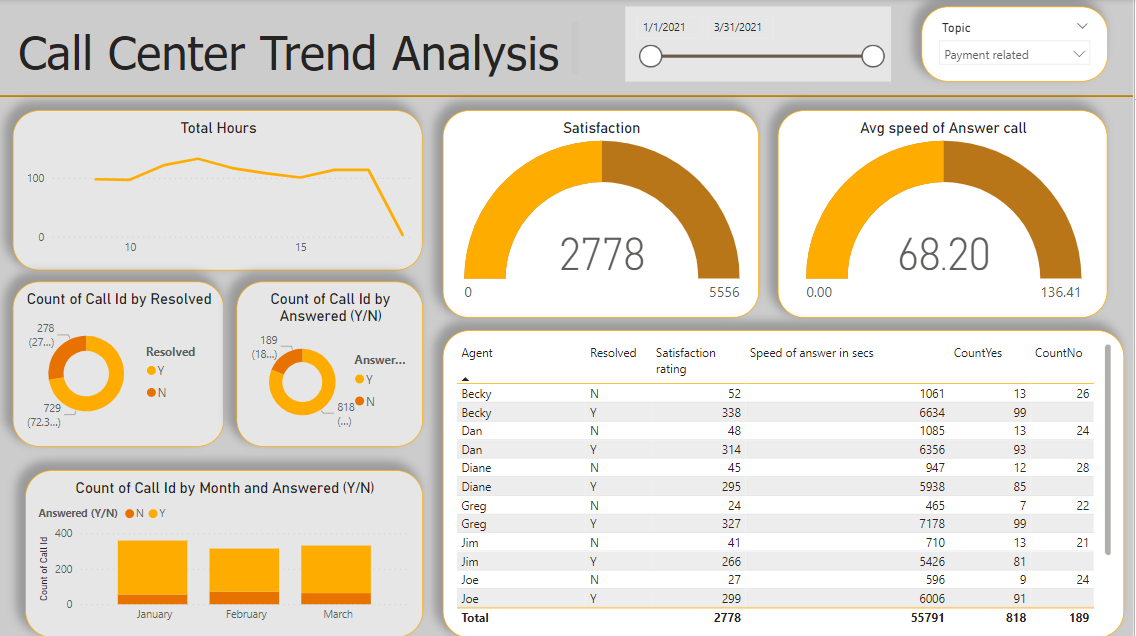 Call Center Trend Analysis
1/1/2021 3/31/2021
Topic
Payment related
Total Hours
100
0
10 15
Satisfaction
2778
0 5556
Avg speed of Answer call
68.20
0.00 136.41
Count of Call Id by Resolved
278
(27...)
729
(72.3...)
Resolved
Y
N
Count of Call Id by
Answered (Y/N)
189
(18...)
818
(...)
Answer...
Y
N
Count of Call Id by Month and Answered (Y/N)
Answered (Y/N) N Y
Count of Call Id
400
200
0
January February March
Agent Resolved Satisfaction rating Speed of answer in secs CountYes CountNo
Becky N 52 1061 13 26
Becky Y 338 6634 99
Dan N 48 1085 13 24
Dan Y 314 6356 93
Diane N 45 947 12 28
Diane Y 295 5938 85
Greg N 24 465 7 22
Greg Y 327 7178 99
Jim N 41 710 13 21
Jim Y 266 5426 81
Joe N 27 596 9 24
Joe Y 299 6006 91
Total 2778 55791 818 189